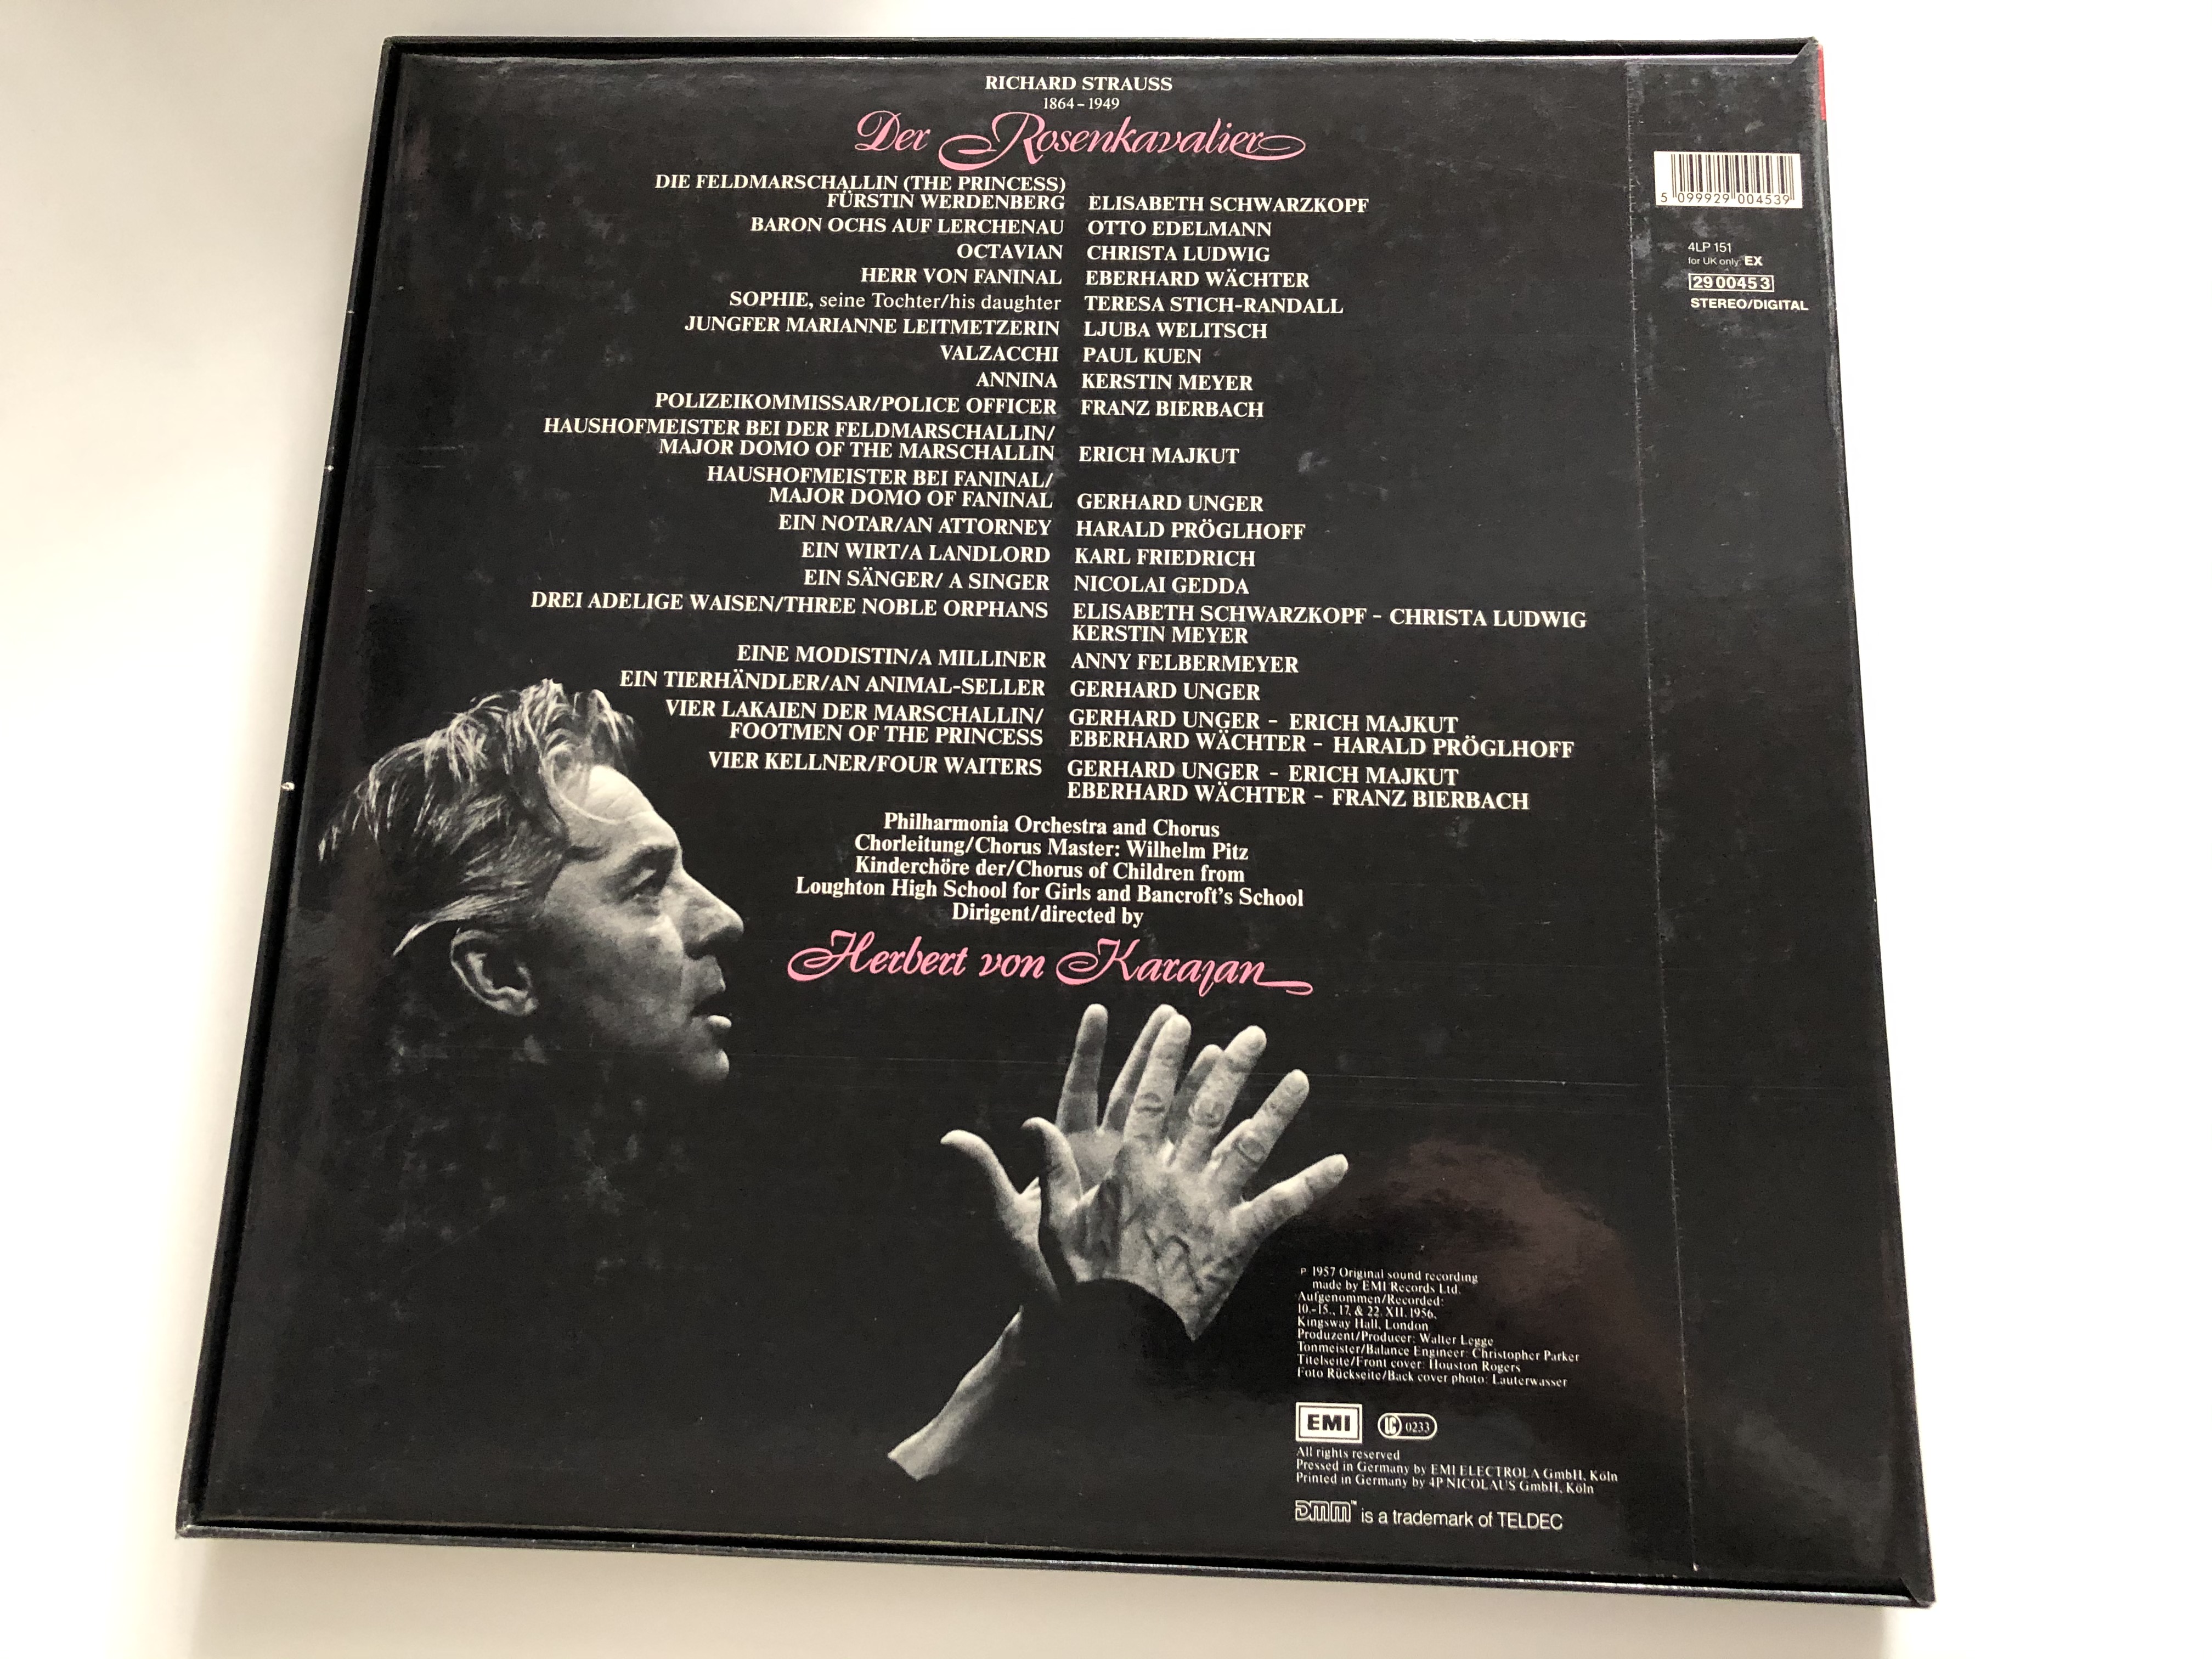 RICHARD STRAUSS
1864 – 1949
Der Rosenkavalier
DIE FELDMARSCHALLIN (THE PRINCESS)
FÜRSTIN WERDENBERG ELISABETH SCHWARZKOPF
BARON OCHS AUF LERCHENAU OTTO EDELMANN
OCTAVIAN CHRISTA LUDWIG
HERR VON FANINAL EBERHARD WÄCHTER
SOPHIE, seine Tochter/his daughter TERESA STICH-RANDALL
JUNGFER MARIANNE LEITMETZERIN LJUBA WELITSCH
VALZACCHI PAUL KUEN
ANNINA KERSTIN MEYER
POLIZEIKOMMISSAR/POLICE OFFICER FRANZ BIERBACH
HAUSHOFMEISTER BEI DER FELDMARSCHALLIN/
MAJOR DOMO OF THE MARSCHALLIN ERICH MAJKUT
HAUSHOFMEISTER BEI FANINAL/
MAJOR DOMO OF FANINAL GERHARD UNGER
EIN NOTAR/AN ATTORNEY HARALD PRÖGLHOFF
EIN WIRT/A LANDLORD KARL FRIEDRICH
EIN SÄNGER/ A SINGER NICOLAI GEDDA
DREI ADELIGE WAISEN/THREE NOBLE ORPHANS ELISABETH SCHWARZKOPF – CHRISTA LUDWIG
KERSTIN MEYER
EINE MODISTIN/A MILLINER ANNY FELBERMEYER
EIN TIERHÄNDLER/AN ANIMAL-SELLER GERHARD UNGER
VIER LAKAIEN DER MARSCHALLIN/ GERHARD UNGER – ERICH MAJKUT
FOOTMEN OF THE PRINCESS EBERHARD WÄCHTER – HARALD PRÖGLHOFF
VIER KELLNER/FOUR WAITERS GERHARD UNGER – ERICH MAJKUT
EBERHARD WÄCHTER – FRANZ BIERBACH
Philharmonia Orchestra and Chorus
Chorleitung/Chorus Master: Wilhelm Pitz
Kinderchöre der/Chorus of Children from
Loughton High School for Girls and Bancroft's School
Dirigent/directed by
Herbert von Karajan
5 099929 004539
4LP 151
for UK only: EX
29 0045 3
STEREO/DIGITAL
℗ 1957 Original sound recording
made by EMI Records Ltd.
Aufgenommen/Recorded:
10.-15., 17. & 22. XII. 1956,
Kingsway Hall, London
Produzent/Producer: Walter Legge
Tonmeister/Balance Engineer: Christopher Parker
Titelseite/Front cover: Houston Rogers
Foto Rückseite/Back cover photo: Lauterwasser
EMI LC 0233
All rights reserved
Pressed in Germany by EMI ELECTROLA GmbH, Köln
Printed in Germany by 4P NICOLAUS GmbH, Köln
DMM™ is a trademark of TELDEC